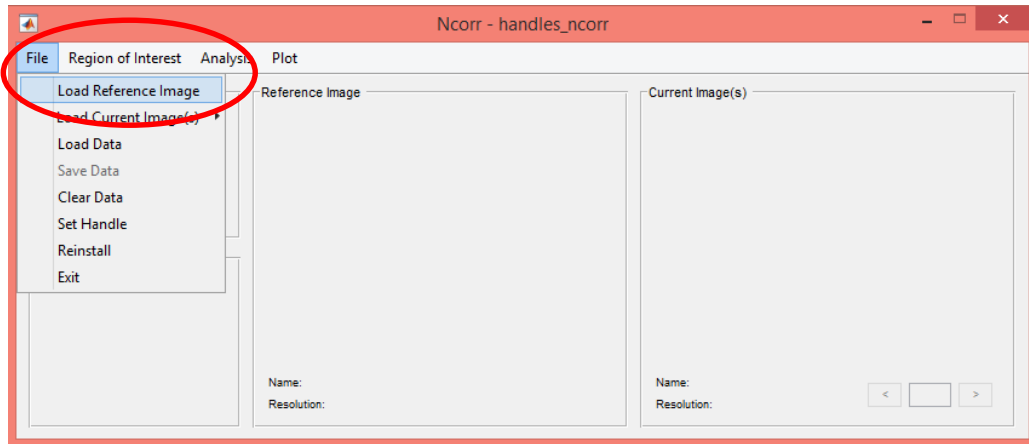 Ncorr - handles_ncorr
File Region of Interest Analysis Plot
Load Reference Image
Load Current Image(s)
Load Data
Save Data
Clear Data
Set Handle
Reinstall
Exit
Reference Image
Name:
Resolution:
Current Image(s)
Name:
Resolution:
< >